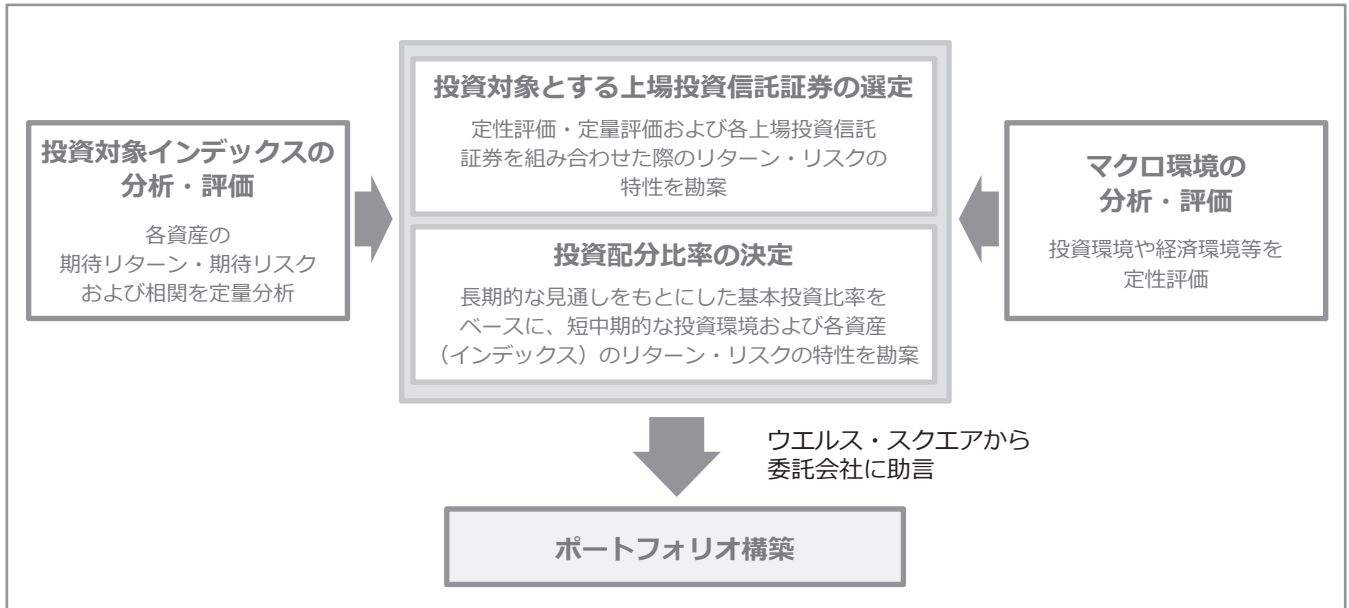 投資対象インデックスの
分析・評価
各資産の
期待リターン・期待リスク
および相関を定量分析
投資対象とする上場投資信託証券の選定
定性評価・定量評価および各上場投資信託
証券を組み合わせた際のリターン・リスクの
特性を勘案
投資配分比率の決定
長期的な見通しをもとにした基本投資比率を
ベースに、短中期的な投資環境および各資産
（インデックス）のリターン・リスクの特性を勘案
マクロ環境の
分析・評価
投資環境や経済環境等を
定性評価
ウエルス・スクエアから
委託会社に助言
ポートフォリオ構築